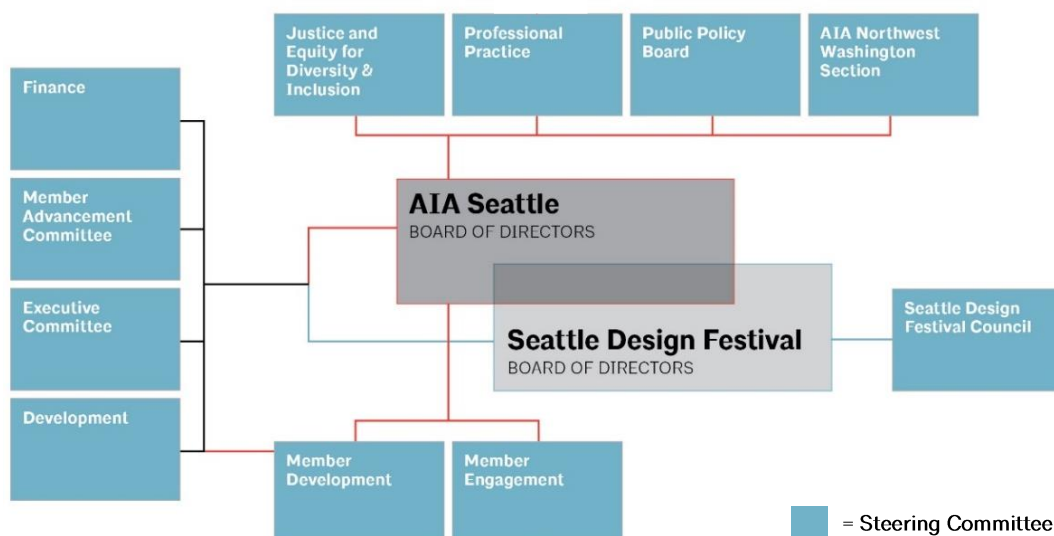 Justice and
Equity for
Diversity &
Inclusion
Professional
Practice
Public Policy
Board
AIA Northwest
Washington
Section
Finance
Member
Advancement
Committee
Executive
Committee
Development
AIA Seattle
BOARD OF DIRECTORS
Seattle Design Festival
BOARD OF DIRECTORS
Seattle Design
Festival Council
Member
Development
Member
Engagement
= Steering Committee